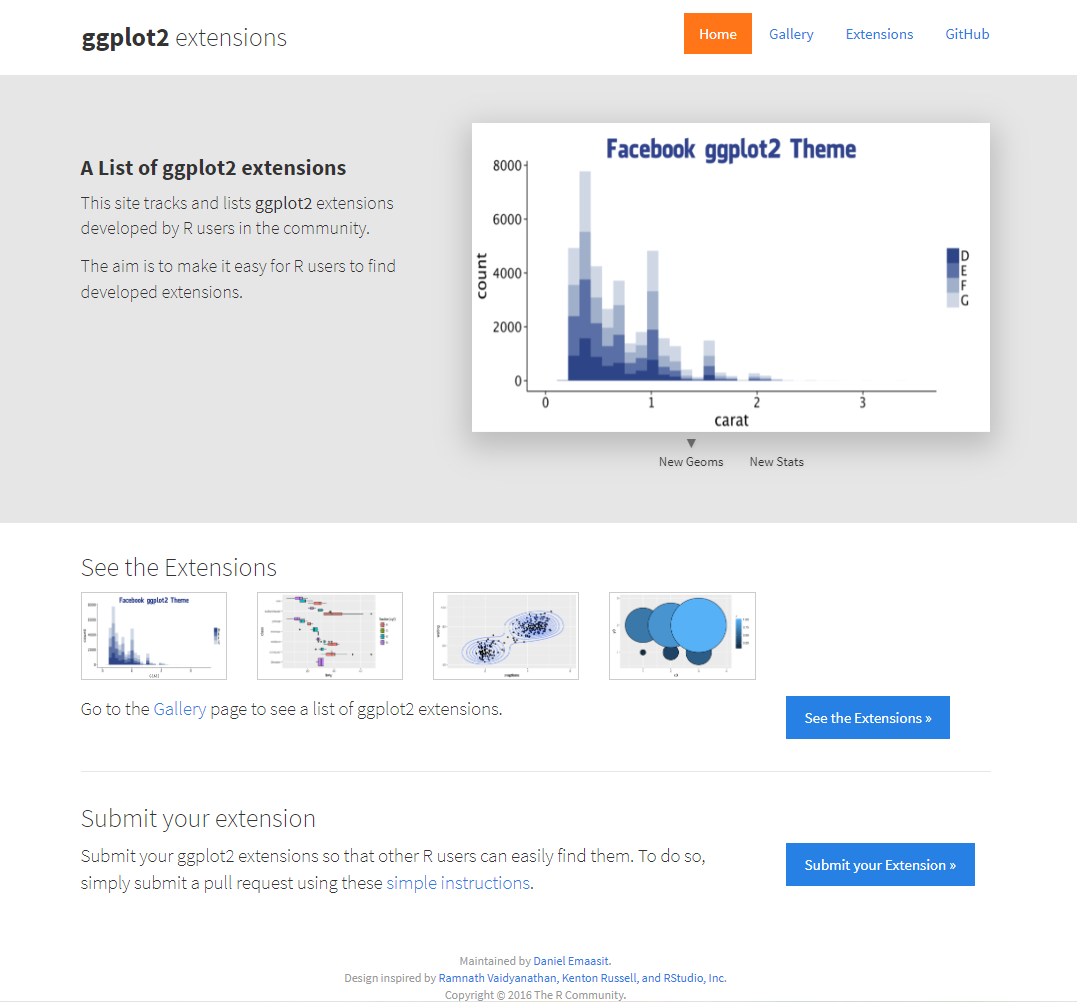 ggplot2 extensions
Home
Gallery
Extensions
GitHub
A List of ggplot2 extensions
This site tracks and lists ggplot2 extensions
developed by R users in the community.
The aim is to make it easy for R users to find
developed extensions.
Facebook ggplot2 Theme
8000
6000
4000
2000
0
count
0 1 2 3
carat
D
E
F
G
▼
New Geoms
New Stats
See the Extensions
Facebook ggplot2 Theme
Go to the Gallery page to see a list of ggplot2 extensions.
See the Extensions »
Submit your extension
Submit your ggplot2 extensions so that other R users can easily find them. To do so,
simply submit a pull request using these simple instructions.
Submit your Extension »
Maintained by Daniel Emaasit.
Design inspired by Ramnath Vaidyanathan, Kenton Russell, and RStudio, Inc.
Copyright © 2016 The R Community.